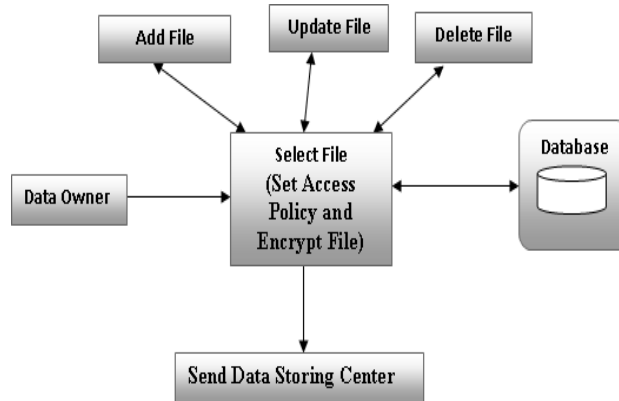 Add File
Update File
Delete File
Select File
(Set Access
Policy and
Encrypt File)
Database
Data Owner
Send Data Storing Center